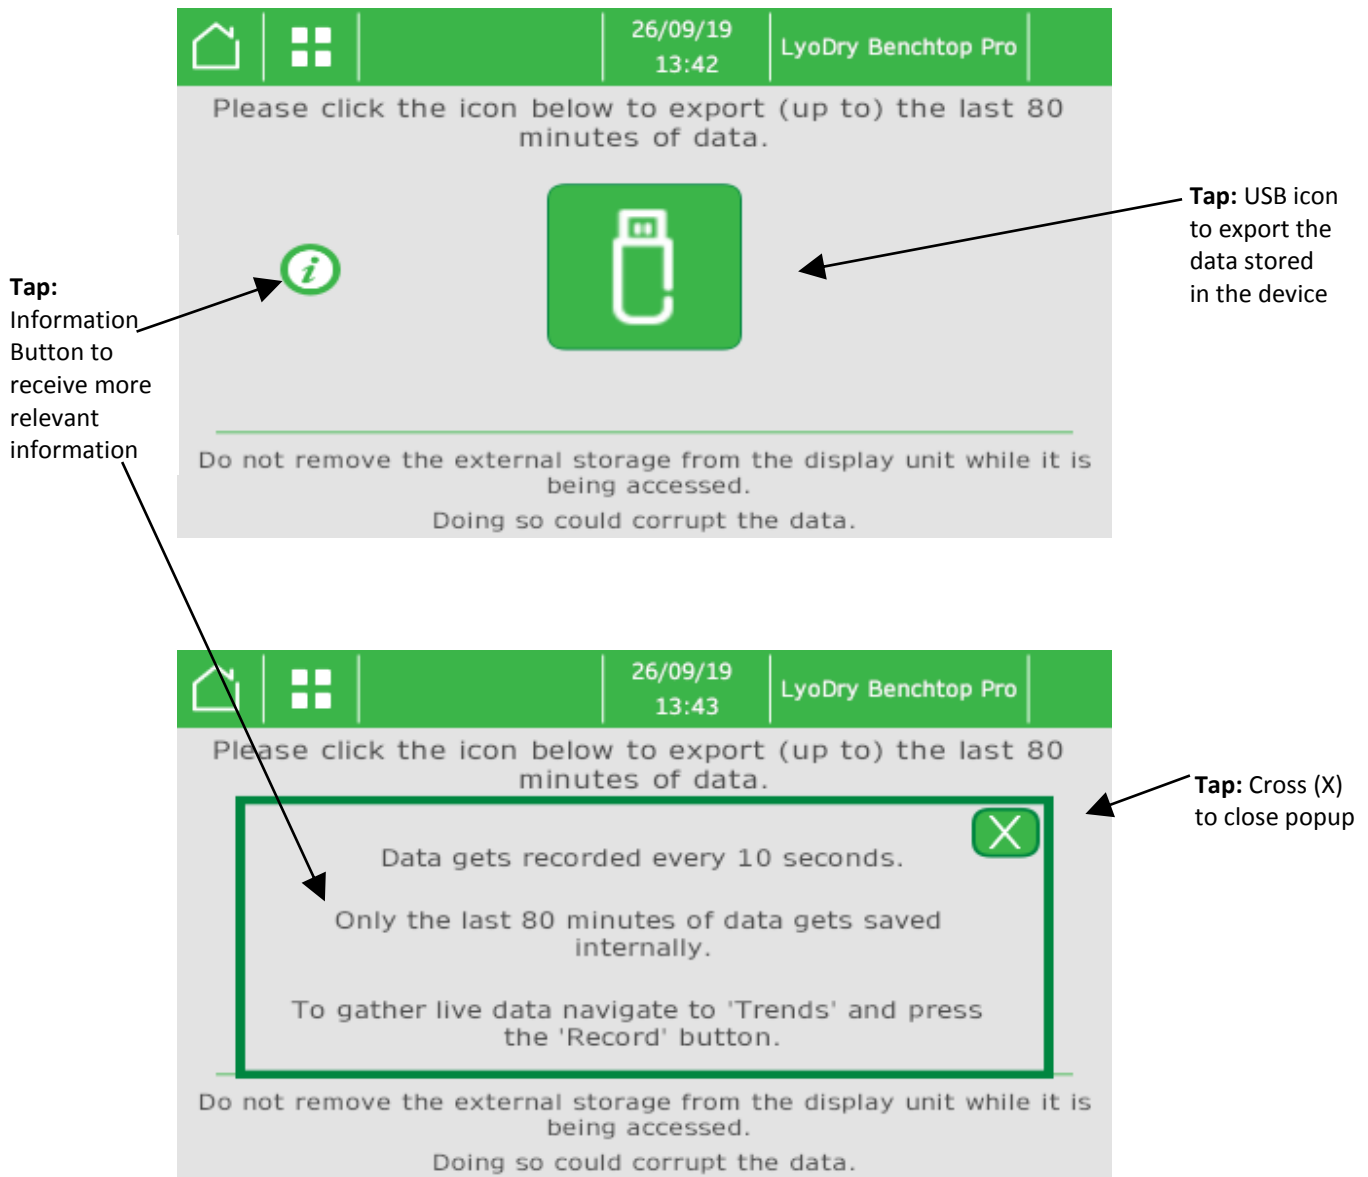 26/09/19
13:42
LyoDry Benchtop Pro
Please click the icon below to export (up to) the last 80
minutes of data.
Tap: USB icon
to export the
data stored
in the device
i
Tap:
Information
Button to
receive more
relevant
information
Do not remove the external storage from the display unit while it is
being accessed.
Doing so could corrupt the data.
26/09/19
13:43
LyoDry Benchtop Pro
Please click the icon below to export (up to) the last 80
minutes of data.
Tap: Cross (X)
to close popup
X
Data gets recorded every 10 seconds.
Only the last 80 minutes of data gets saved
internally.
To gather live data navigate to 'Trends' and press
the 'Record' button.
Do not remove the external storage from the display unit while it is
being accessed.
Doing so could corrupt the data.